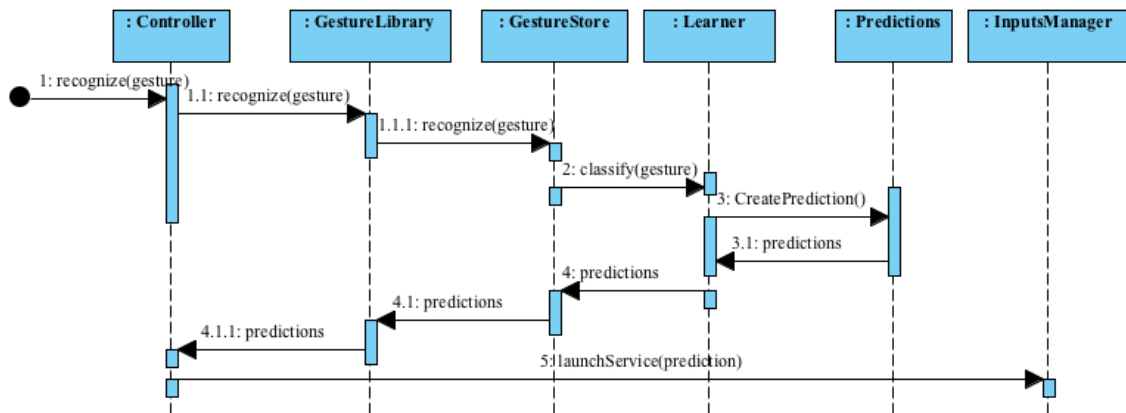 : Controller
: GestureLibrary
: GestureStore
: Learner
: Predictions
: InputsManager
1: recognize(gesture)
1.1: recognize(gesture)
1.1.1: recognize(gesture)
2: classify(gesture)
3: CreatePrediction()
3.1: predictions
4: predictions
4.1: predictions
4.1.1: predictions
5: launchService(prediction)